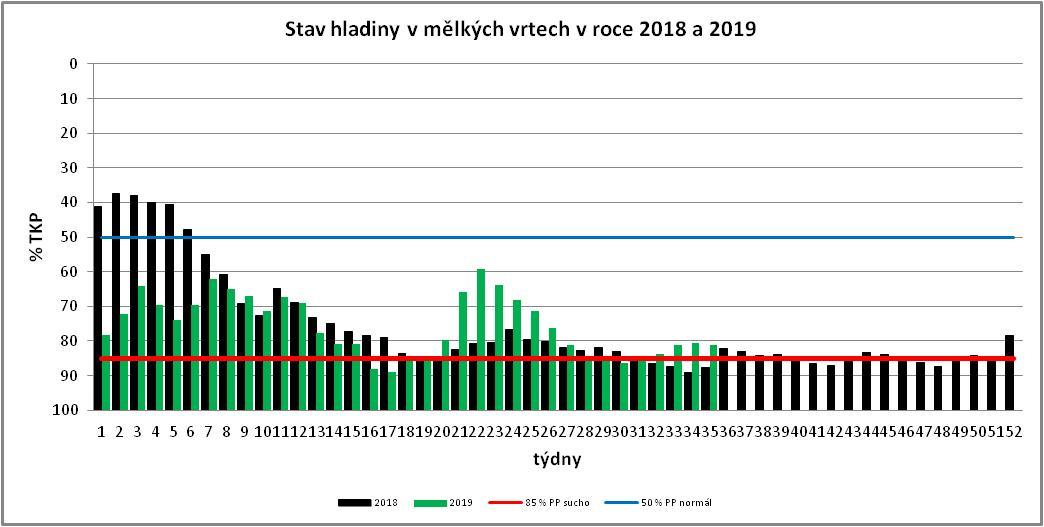 Stav hladiny v mělkých vrtech v roce 2018 a 2019
0
10
20
30
40
50
60
70
80
90
100
% TKP
1 2 3 4 5 6 7 8 9 10 11 12 13 14 15 16 17 18 19 20 21 22 23 24 25 26 27 28 29 30 31 32 33 34 35 36 37 38 39 40 41 42 43 44 45 46 47 48 49 50 51 52
týdny
2018 2019 85 % PP sucho 50 % PP normál